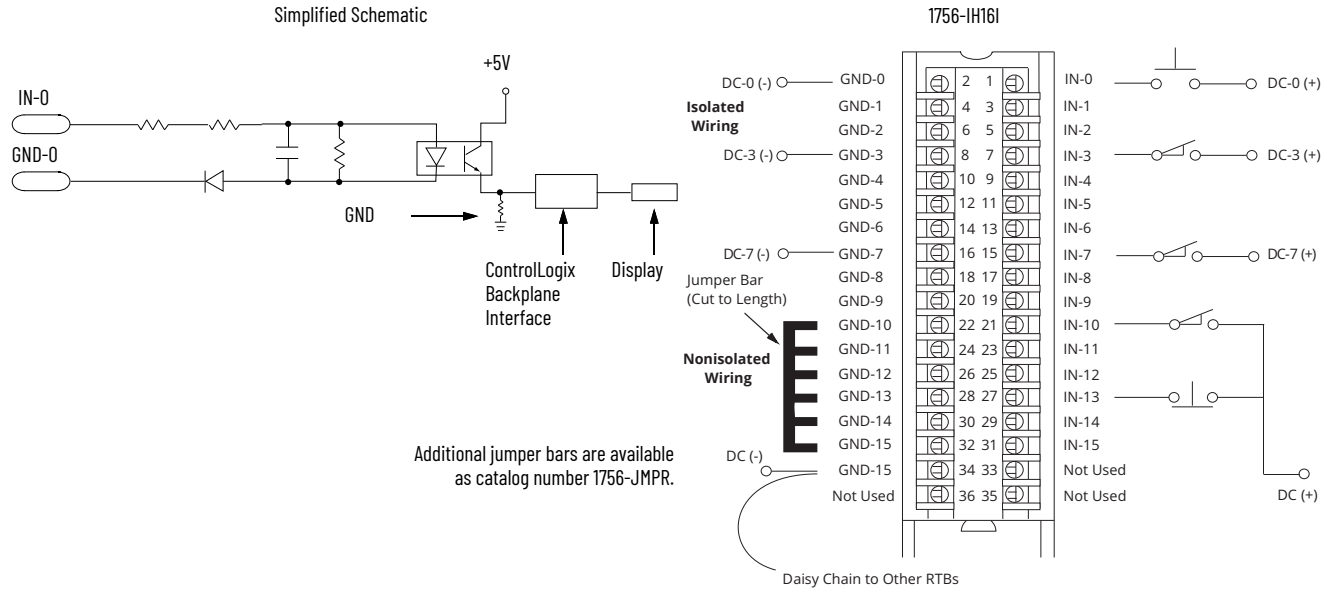 Simplified Schematic
+5V
IN-0
GND-0
GND
ControlLogix
Backplane
Interface
Display
Additional jumper bars are available
as catalog number 1756-JMPR.
1756-IH16I
DC-0 (-) GND-0 2 1 IN-0 DC-0 (+)
Isolated
Wiring
GND-1 4 3 IN-1
GND-2 6 5 IN-2
DC-3 (-) GND-3 8 7 IN-3 DC-3 (+)
GND-4 10 9 IN-4
GND-5 12 11 IN-5
GND-6 14 13 IN-6
DC-7 (-) GND-7 16 15 IN-7 DC-7 (+)
Jumper Bar
(Cut to Length)
GND-8 18 17 IN-8
GND-9 20 19 IN-9
GND-10 22 21 IN-10
Nonisolated
Wiring
GND-11 24 23 IN-11
GND-12 26 25 IN-12
GND-13 28 27 IN-13
GND-14 30 29 IN-14
GND-15 32 31 IN-15
DC (-) GND-15 34 33 Not Used
Not Used 36 35 Not Used
DC (+)
Daisy Chain to Other RTBs